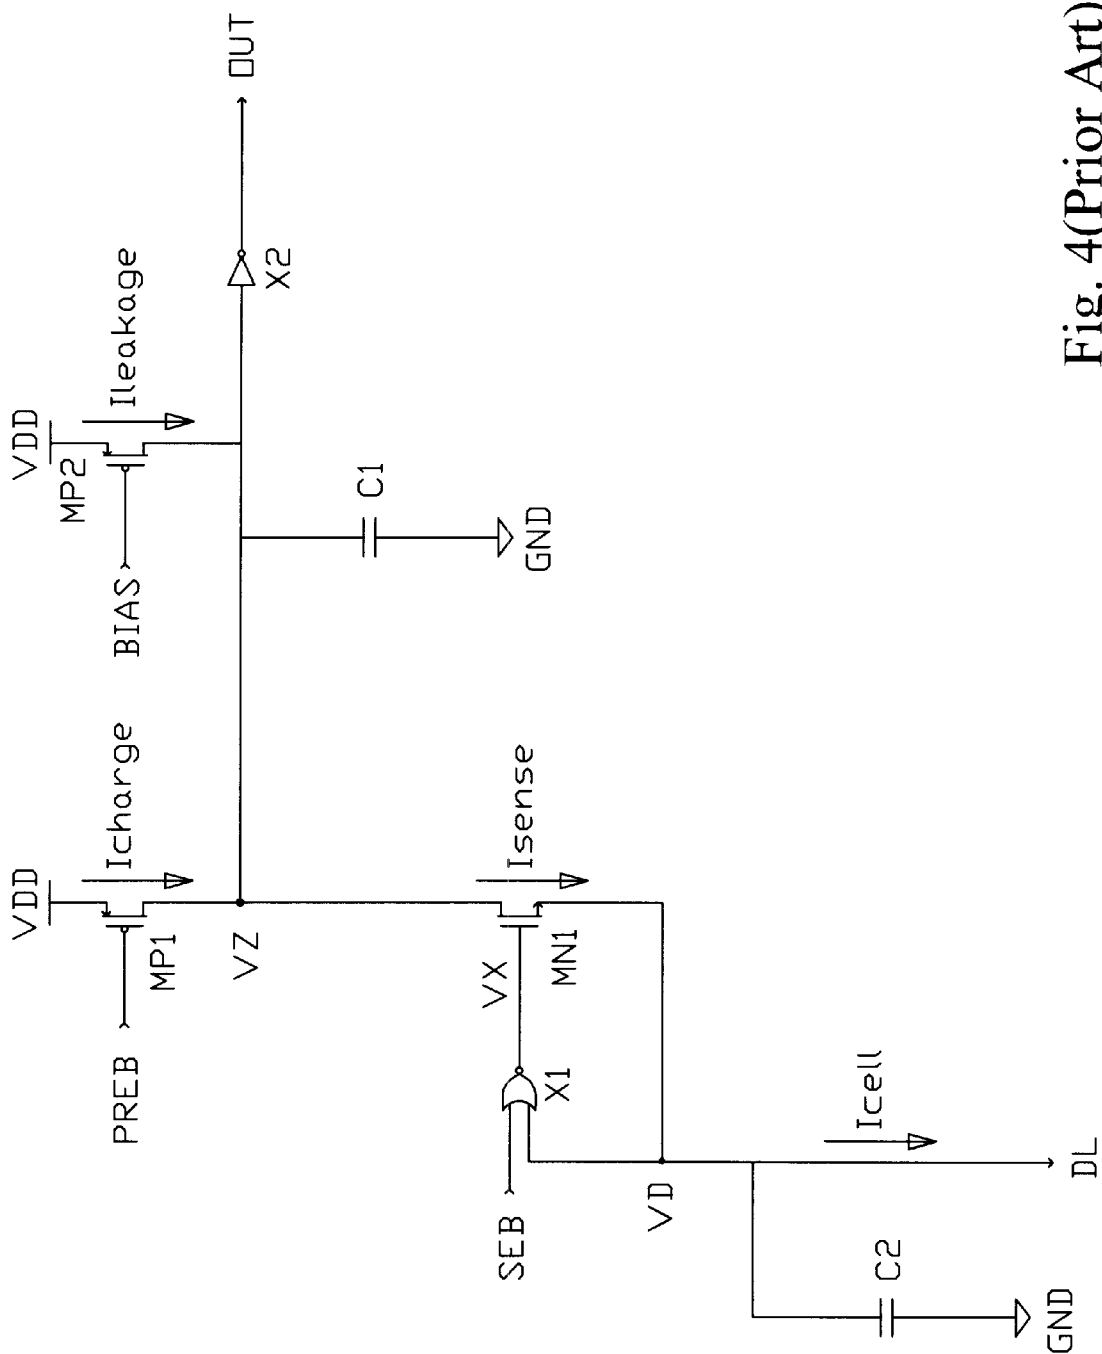 VDD
VDD
PREB
MP1
Icharge
BIAS
MP2
Ileakage
VZ
X2
OUT
C1
GND
SEB
X1
VX
MN1
Isense
VD
Icell
C2
GND
DL
Fig. 4(Prior Art)